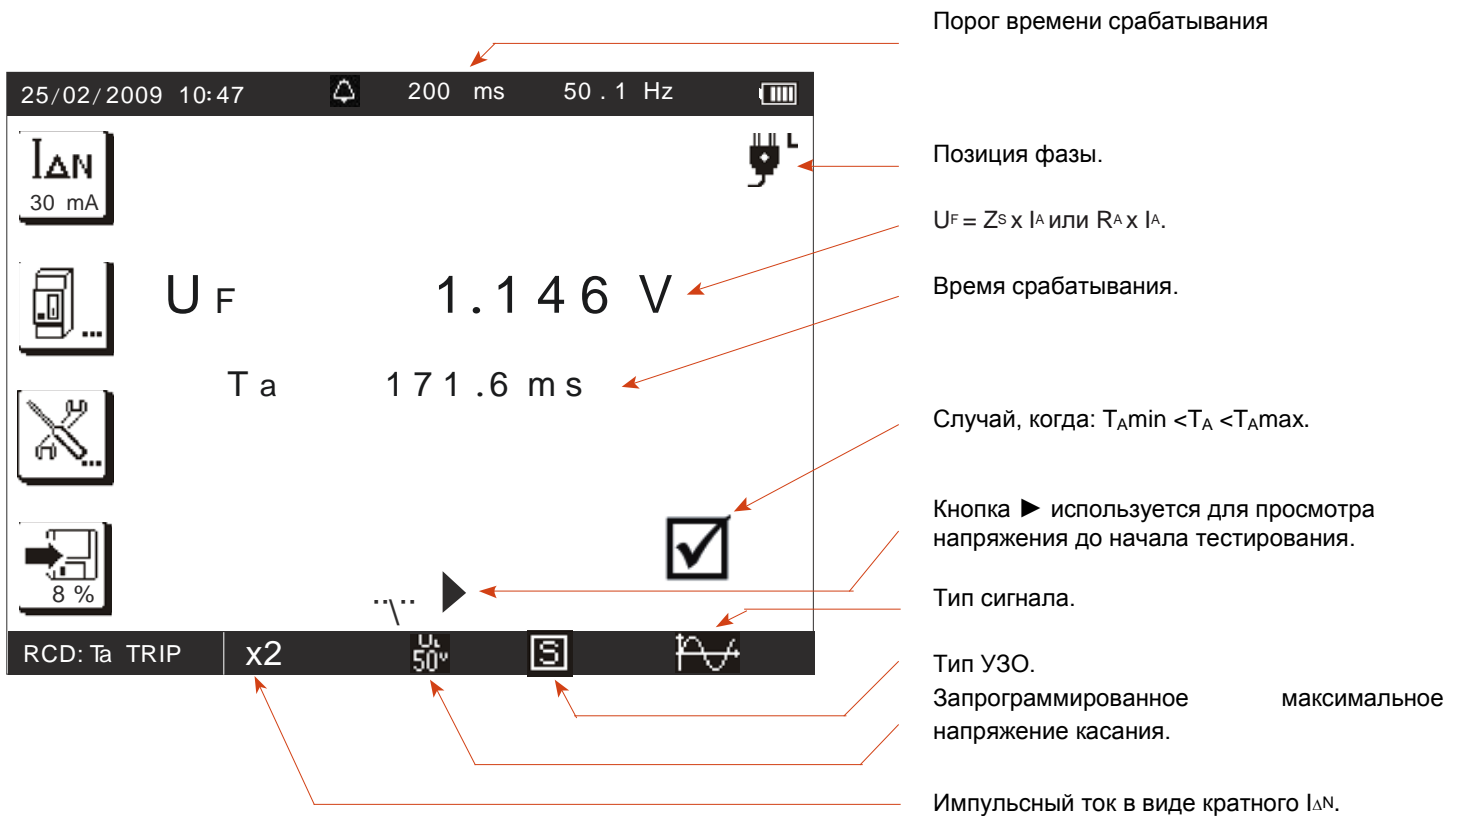 Порог времени срабатывания
25/02/2009 10:47 200 ms 50.1 Hz
IΔN
30 mA
L
Позиция фазы.
UF = ZS x IA или RA x IA.
UF 1.146 V
Время срабатывания.
Ta 171.6 ms
Случай, когда: TAmin <TA <TAmax.
Кнопка ► используется для просмотра
напряжения до начала тестирования.
8 %
Тип сигнала.
RCD: Ta TRIP x2 UL 50V S
Тип УЗО.
Запрограммированное максимальное
напряжение касания.
Импульсный ток в виде кратного IΔN.